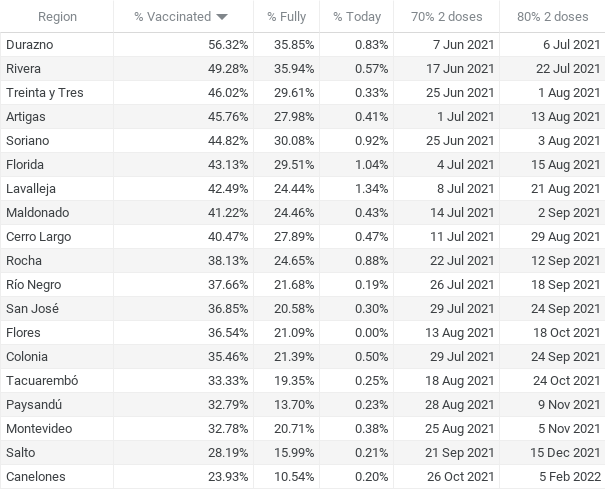 Region % Vaccinated % Fully % Today 70% 2 doses 80% 2 doses
Durazno 56.32% 35.85% 0.83% 7 Jun 2021 6 Jul 2021
Rivera 49.28% 35.94% 0.57% 17 Jun 2021 22 Jul 2021
Treinta y Tres 46.02% 29.61% 0.33% 25 Jun 2021 1 Aug 2021
Artigas 45.76% 27.98% 0.41% 1 Jul 2021 13 Aug 2021
Soriano 44.82% 30.08% 0.92% 25 Jun 2021 3 Aug 2021
Florida 43.13% 29.51% 1.04% 4 Jul 2021 15 Aug 2021
Lavalleja 42.49% 24.44% 1.34% 8 Jul 2021 21 Aug 2021
Maldonado 41.22% 24.46% 0.43% 14 Jul 2021 2 Sep 2021
Cerro Largo 40.47% 27.89% 0.47% 11 Jul 2021 29 Aug 2021
Rocha 38.13% 24.65% 0.88% 22 Jul 2021 12 Sep 2021
Río Negro 37.66% 21.68% 0.19% 26 Jul 2021 18 Sep 2021
San José 36.85% 20.58% 0.30% 29 Jul 2021 24 Sep 2021
Flores 36.54% 21.09% 0.00% 13 Aug 2021 18 Oct 2021
Colonia 35.46% 21.39% 0.50% 29 Jul 2021 24 Sep 2021
Tacuarembó 33.33% 19.35% 0.25% 18 Aug 2021 24 Oct 2021
Paysandú 32.79% 13.70% 0.23% 28 Aug 2021 9 Nov 2021
Montevideo 32.78% 20.71% 0.38% 25 Aug 2021 5 Nov 2021
Salto 28.19% 15.99% 0.21% 21 Sep 2021 15 Dec 2021
Canelones 23.93% 10.54% 0.20% 26 Oct 2021 5 Feb 2022